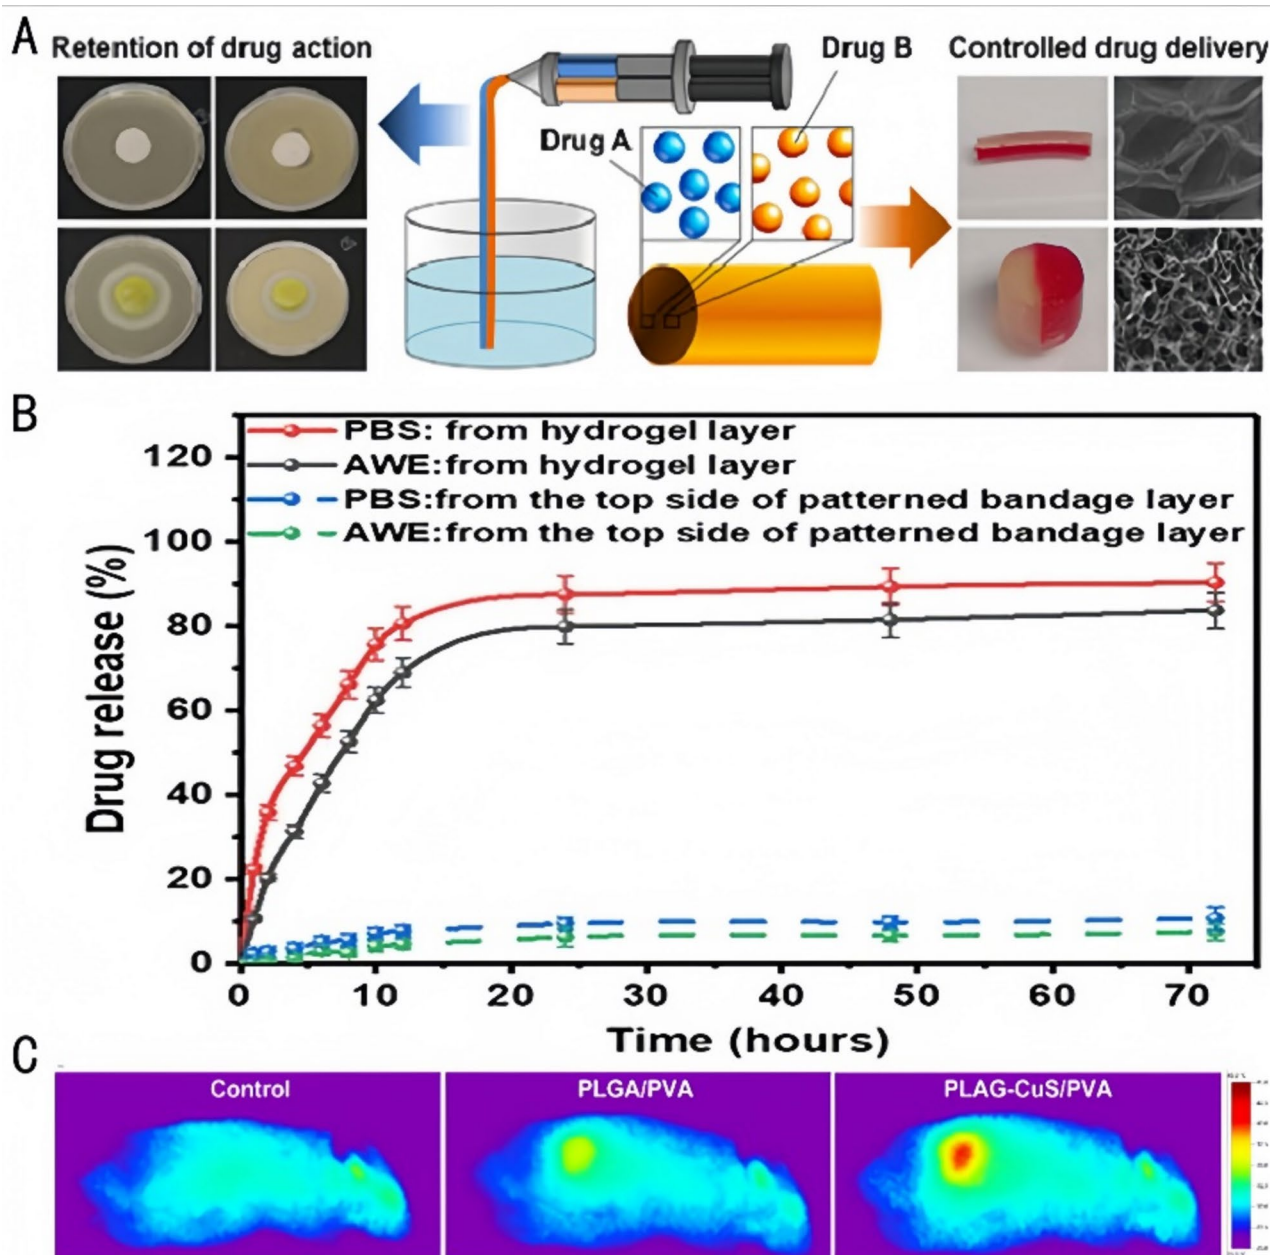 A
Retention of drug action
Drug B
Controlled drug delivery
Drug A
B
PBS: from hydrogel layer
AWE:from hydrogel layer
PBS:from the top side of patterned bandage layer
AWE:from the top side of patterned bandage layer
120
100
80
60
40
20
0
Drug release (%)
0 10 20 30 40 50 60 70
Time (hours)
C
Control
PLGA/PVA
PLAG-CuS/PVA